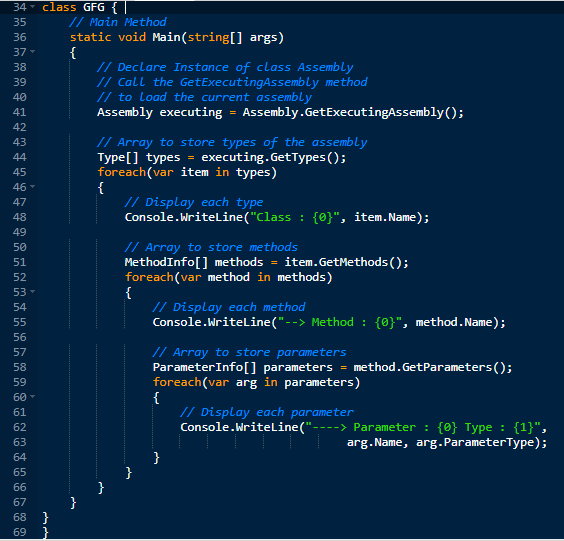 34 class GFG {
35     // Main Method
36     static void Main(string[] args)
37     {
38         // Declare Instance of class Assembly
39         // Call the GetExecutingAssembly method
40         // to load the current assembly
41         Assembly executing = Assembly.GetExecutingAssembly();
42
43         // Array to store types of the assembly
44         Type[] types = executing.GetTypes();
45         foreach(var item in types)
46         {
47             // Display each type
48             Console.WriteLine("Class : {0}", item.Name);
49
50             // Array to store methods
51             MethodInfo[] methods = item.GetMethods();
52             foreach(var method in methods)
53             {
54                 // Display each method
55                 Console.WriteLine("--> Method : {0}", method.Name);
56
57                 // Array to store parameters
58                 ParameterInfo[] parameters = method.GetParameters();
59                 foreach(var arg in parameters)
60                 {
61                     // Display each parameter
62                     Console.WriteLine("----> Parameter : {0} Type : {1}",
63                                             arg.Name, arg.ParameterType);
64                 }
65             }
66         }
67     }
68 }
69 }